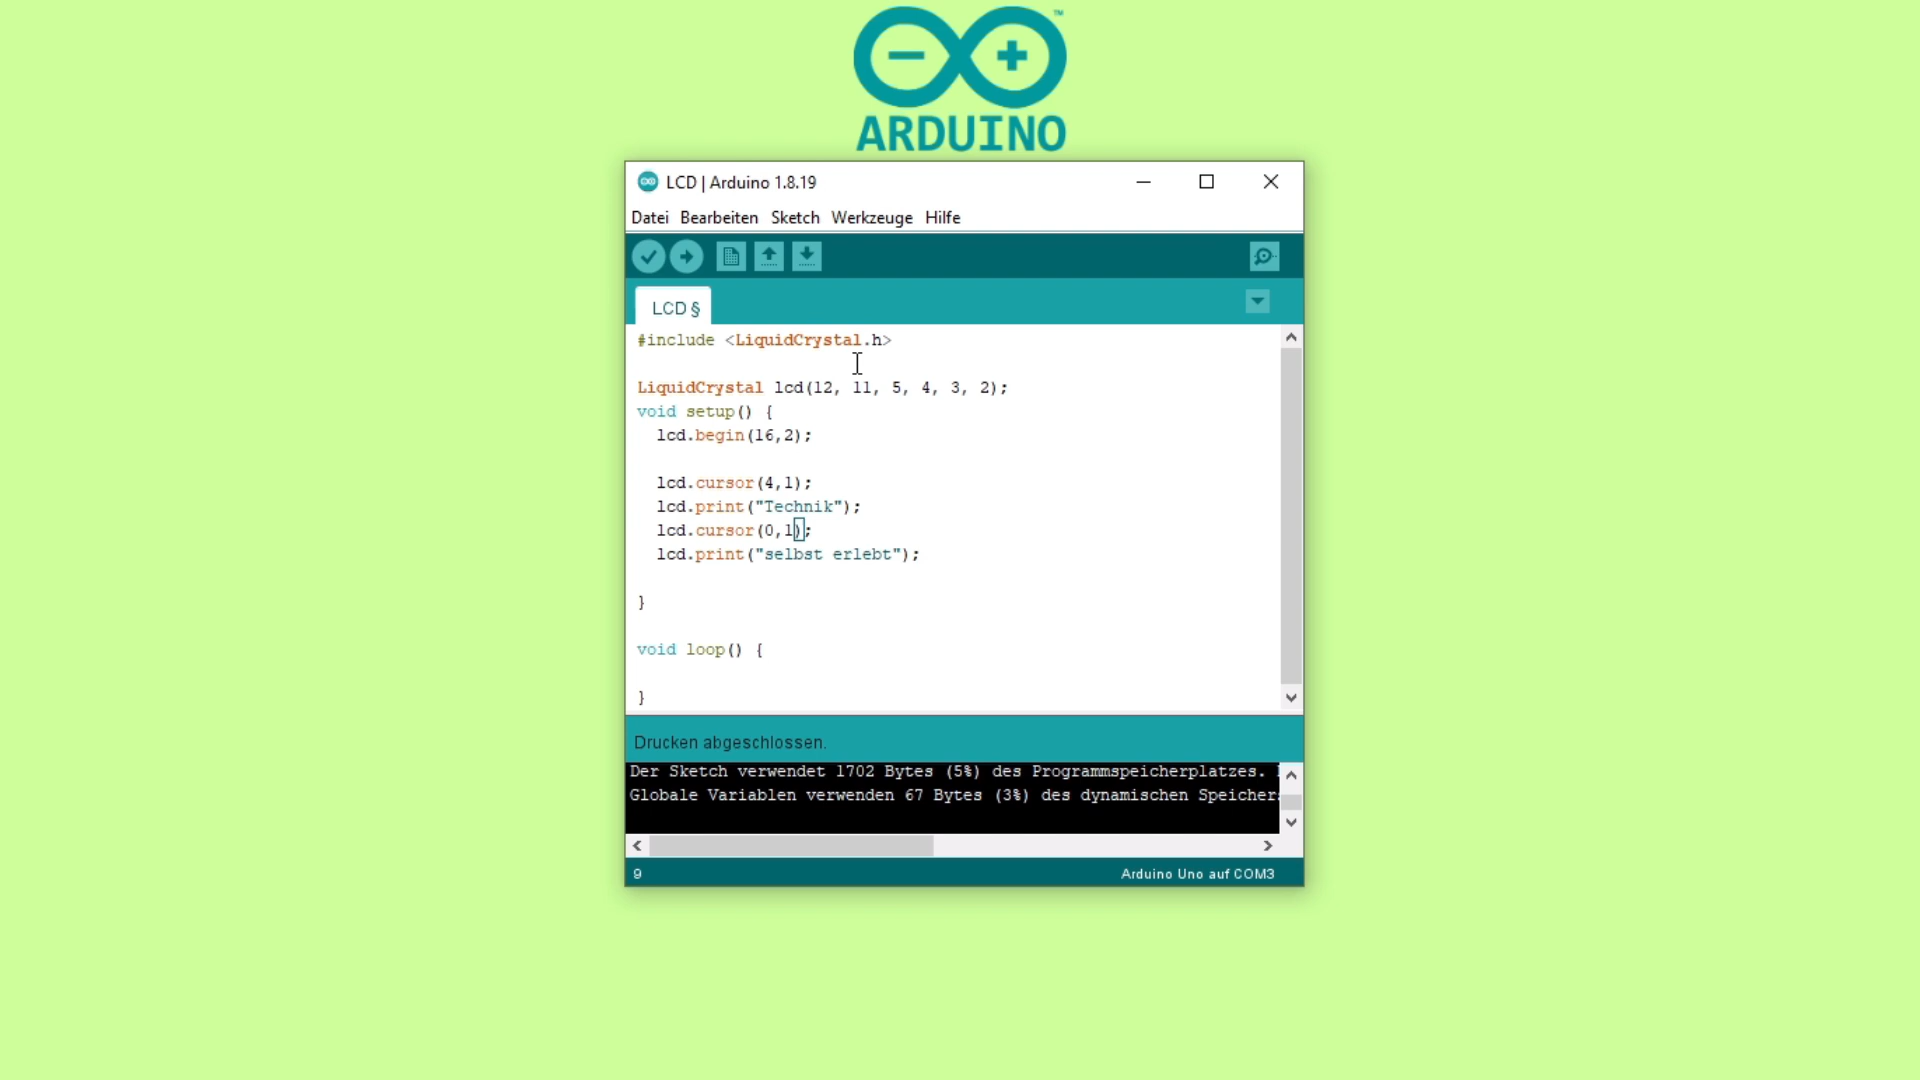 ™
ARDUINO
LCD | Arduino 1.8.19
Datei Bearbeiten Sketch Werkzeuge Hilfe
LCD §
#include <LiquidCrystal.h>
LiquidCrystal lcd(12, 11, 5, 4, 3, 2);
void setup() {
lcd.begin(16,2);
lcd.cursor(4,1);
lcd.print("Technik");
lcd.cursor(0,1);
lcd.print("selbst erlebt");
}
void loop() {
}
Drucken abgeschlossen.
Der Sketch verwendet 1702 Bytes (5%) des Programmspeicherplatzes.
Globale Variablen verwenden 67 Bytes (3%) des dynamischen Speichers
9
Arduino Uno auf COM3